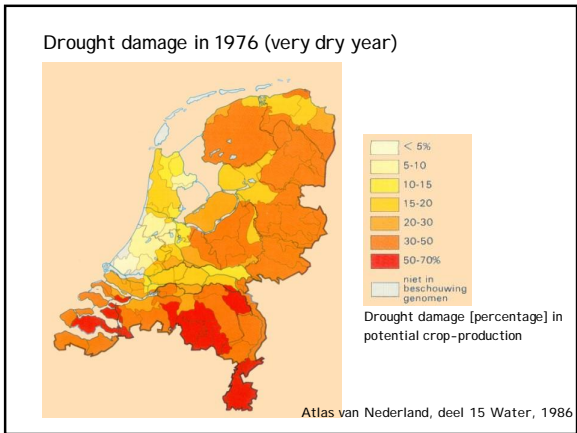 Drought damage in 1976 (very dry year)
< 5%
5-10
10-15
15-20
20-30
30-50
50-70%
niet in
beschouwing
genomen
Drought damage [percentage] in
potential crop-production
Atlas van Nederland, deel 15 Water, 1986